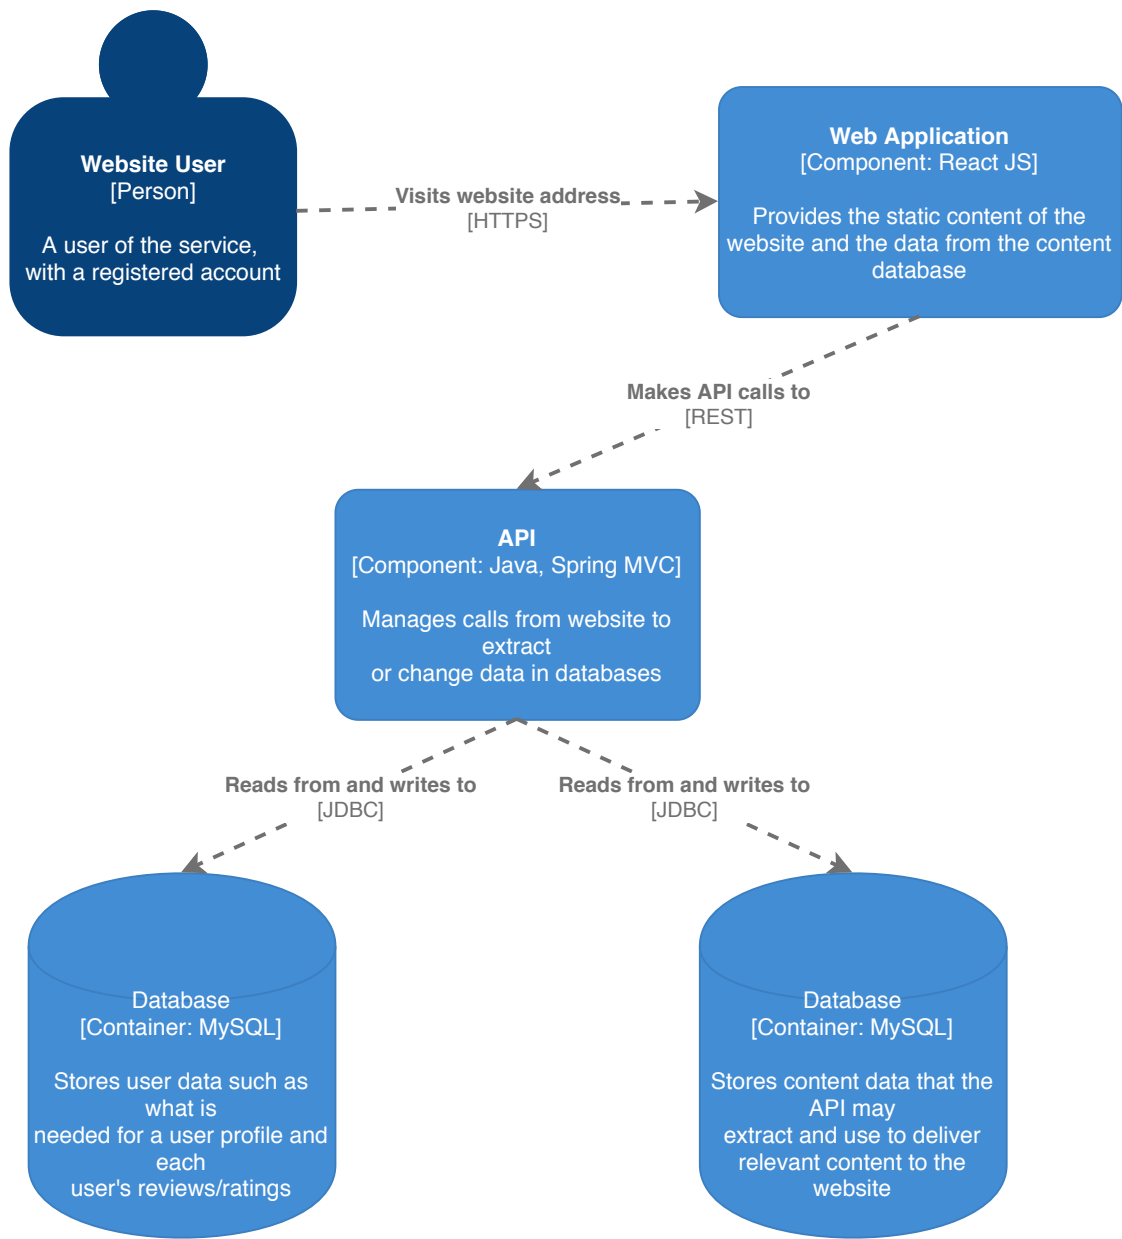 Website User
[Person]
A user of the service,
with a registered account
Visits website address
[HTTPS]
Web Application
[Component: React JS]
Provides the static content of the
website and the data from the content
database
Makes API calls to
[REST]
API
[Component: Java, Spring MVC]
Manages calls from website to
extract
or change data in databases
Reads from and writes to
[JDBC]
Reads from and writes to
[JDBC]
Database
[Container: MySQL]
Stores user data such as
what is
needed for a user profile and
each
user's reviews/ratings
Database
[Container: MySQL]
Stores content data that the
API may
extract and use to deliver
relevant content to the
website